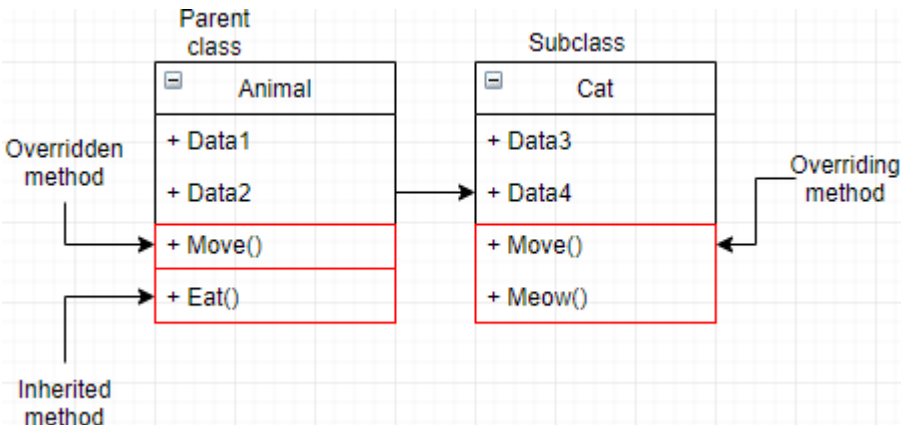 Parent
class
Subclass
Animal
Cat
+ Data1
+ Data3
Overridden
method
Overriding
method
+ Data2
+ Data4
+ Move()
+ Move()
+ Eat()
+ Meow()
Inherited
method